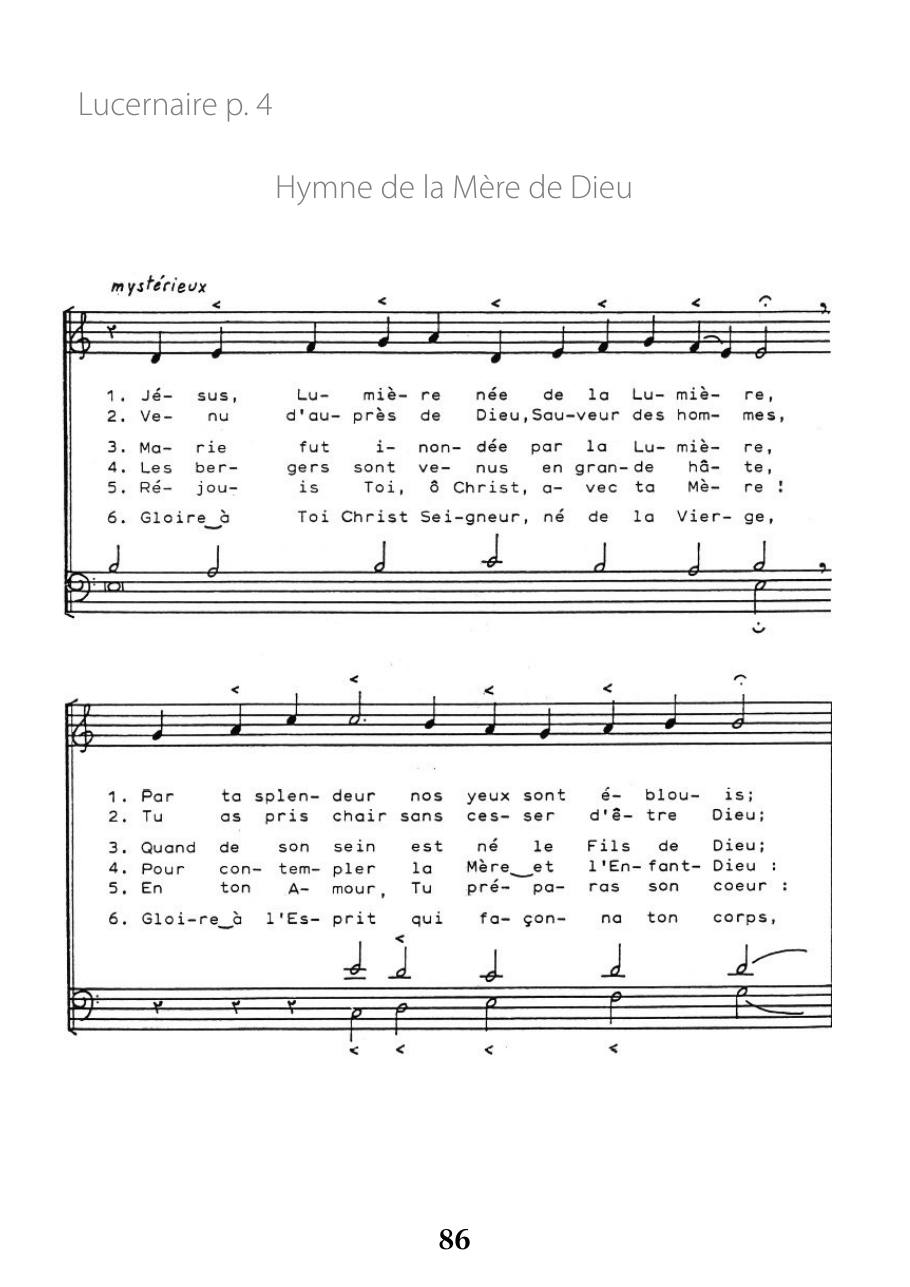 Lucernaire p. 4
Hymne de la Mère de Dieu
mystérieux
1. Jé- sus, Lu- miè- re née de la Lu- miè- re,
2. Ve- nu d'au- près de Dieu, Sau-veur des hom- mes,
3. Ma- rie fut i- non- dée par la Lu- miè- re,
4. Les ber- gers sont ve- nus en gran- de hâ- te,
5. Ré- jou- is Toi, ô Christ, a- vec ta Mè- re !
6. Gloire à Toi Christ Sei-gneur, né de la Vier- ge,
1. Par ta splen- deur nos yeux sont é- blou- is;
2. Tu as pris chair sans ces- ser d'ê- tre Dieu;
3. Quand de son sein est né le Fils de Dieu;
4. Pour con- tem- pler la Mère et l'En- fant- Dieu :
5. En ton A- mour, Tu pré- pa- ras son coeur :
6. Gloi-re à l'Es- prit qui fa- çon- na ton corps,
86